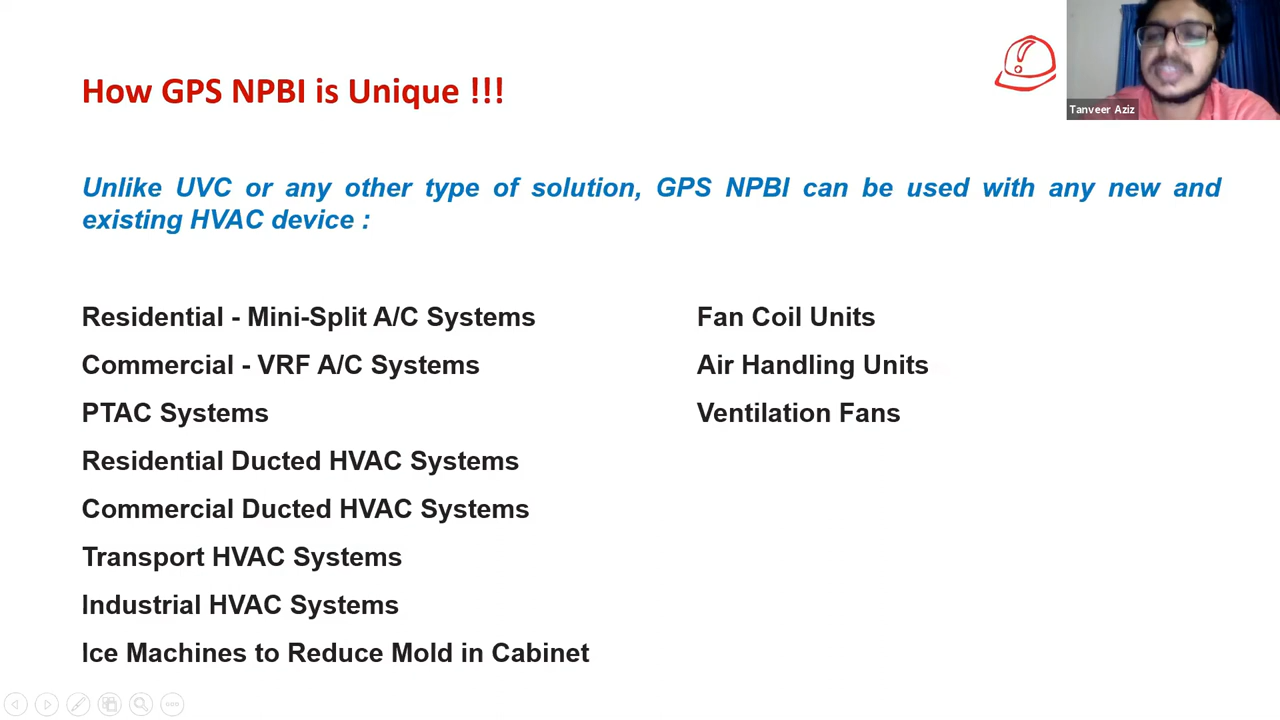 How GPS NPBI is Unique !!!
Tanveer Aziz
Unlike UVC or any other type of solution, GPS NPBI can be used with any new and
existing HVAC device :
Residential - Mini-Split A/C Systems
Commercial - VRF A/C Systems
PTAC Systems
Residential Ducted HVAC Systems
Commercial Ducted HVAC Systems
Transport HVAC Systems
Industrial HVAC Systems
Ice Machines to Reduce Mold in Cabinet
Fan Coil Units
Air Handling Units
Ventilation Fans